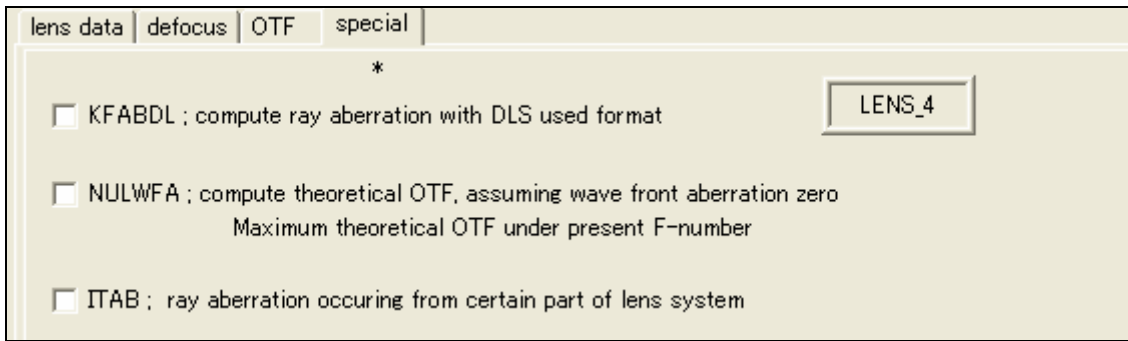 lens data defocus OTF special
*
KFABDL ; compute ray aberration with DLS used format
LENS_4
NULWFA ; compute theoretical OTF, assuming wave front aberration zero
Maximum theoretical OTF under present F-number
ITAB ; ray aberration occuring from certain part of lens system